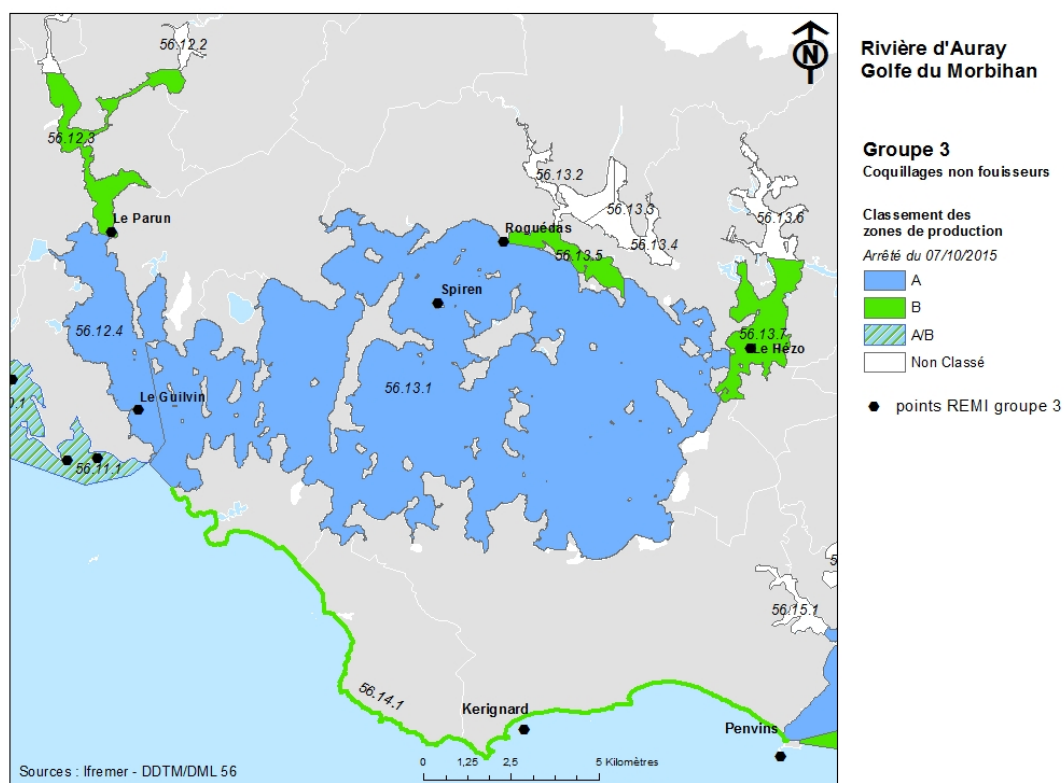 Rivière d'Auray
Golfe du Morbihan
Groupe 3
Coquillages non fouisseurs
Classement des
zones de production
Arrêté du 07/10/2015
A
B
A/B
Non Classé
points REMI groupe 3
N
56.12.2
56.12.3
Le Parun
56.13.2
56.13.3
56.13.4
56.13.6
Roguédas
56.13.5
Spiren
56.12.4
56.13.7
Le Hézo
56.13.1
Le Guilvin
56.11.1
56.15.1
56.14.1
Kerignard
Penvins
0 1,25 2,5 5 Kilomètres
Sources : Ifremer - DDTM/DML 56